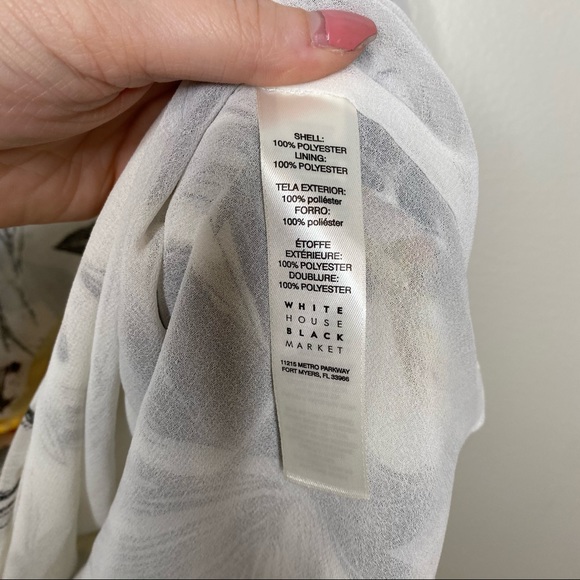 SHELL:
100% POLYESTER
LINING:
100% POLYESTER
TELA EXTERIOR:
100% poliéster
FORRO:
100% poliéster
ÉTOFFE
EXTÉRIEURE:
100% POLYESTER
DOUBLURE:
100% POLYESTER
WHITE
HOUSE
BLACK
MARKET
11215 METRO PARKWAY
FORT MYERS, FL 33966